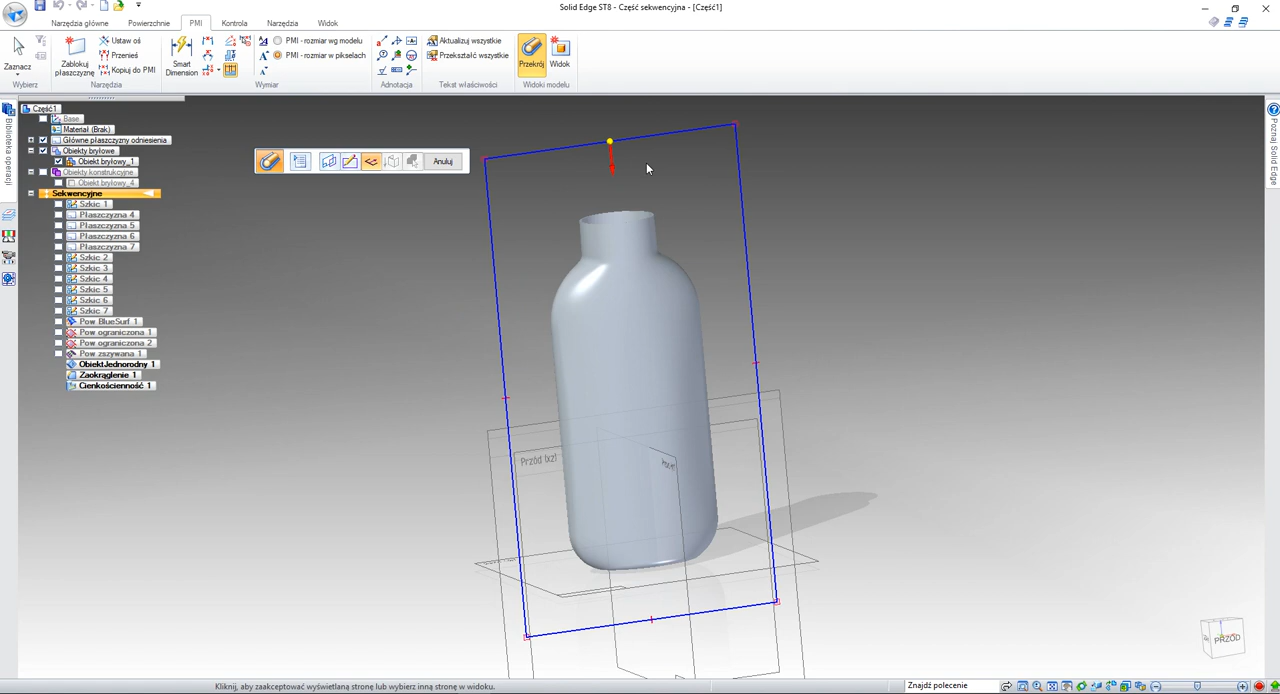 Solid Edge ST8 - Część sekwencyjna - [Część1]
Narzędzia główne Powierzchnie PMI Kontrola Narzędzia Widok
Zaznacz
Wybierz
Zablokuj płaszczyznę
Ustaw oś
Przenieś
Kopiuj do PMI
Narzędzia
Smart Dimension
Wymiar
PMI - rozmiar wg modelu
PMI - rozmiar w pikselach
Adnotacja
Aktualizuj wszystkie
Przekształć wszystkie
Tekst właściwości
Przekrój
Widok
Widoki modelu
Biblioteka operacji
Poznaj Solid Edge
Część1
Base
Materiał (Brak)
Główne płaszczyzny odniesienia
Obiekty bryłowe
Obiekt bryłowy_1
Obiekty konstrukcyjne
Obiekt bryłowy_4
Sekwencyjne
Szkic 1
Płaszczyzna 4
Płaszczyzna 5
Płaszczyzna 6
Płaszczyzna 7
Szkic 2
Szkic 3
Szkic 4
Szkic 5
Szkic 6
Szkic 7
Pow BlueSurf 1
Pow ograniczona 1
Pow ograniczona 2
Pow zszywana 1
ObiektJednorodny 1
Zaokrąglenie 1
Cienkościenność 1
Anuluj
Przód (xz)
PRZÓD
Kliknij, aby zaakceptować wyświetlaną stronę lub wybierz inną stronę w widoku.
Znajdź polecenie